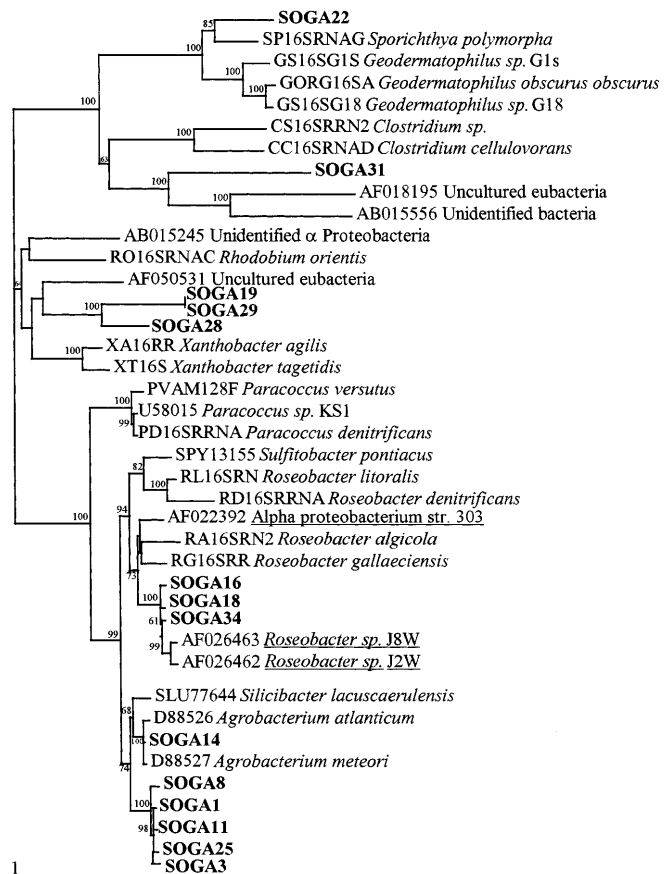 85 SOGA22
SP16SRNAG Sporichthya polymorpha
100
GS16SG1S Geodermatophilus sp. G1s
100
GORG16SA Geodermatophilus obscurus obscurus
100
GS16SG18 Geodermatophilus sp. G18
100
CS16SRRN2 Clostridium sp.
100
CC16SRNAD Clostridium cellulovorans
63
SOGA31
100
AF018195 Uncultured eubacteria
100
AB015556 Unidentified bacteria
AB015245 Unidentified α Proteobacteria
RO16SRNAC Rhodobium orientis
AF050531 Uncultured eubacteria
SOGA19
100 SOGA29
SOGA28
XA16RR Xanthobacter agilis
100
XT16S Xanthobacter tagetidis
PVAM128F Paracoccus versutus
100
U58015 Paracoccus sp. KS1
99
PD16SRRNA Paracoccus denitrificans
SPY13155 Sulfitobacter pontiacus
82
RL16SRN Roseobacter litoralis
100
RD16SRRNA Roseobacter denitrificans
94
AF022392 Alpha proteobacterium str. 303
100
RA16SRN2 Roseobacter algicola
RG16SRR Roseobacter gallaeciensis
73
SOGA16
100
SOGA18
SOGA34
61
99
AF026463 Roseobacter sp. J8W
99
AF026462 Roseobacter sp. J2W
SLU77644 Silicibacter lacuscaerulensis
68
D88526 Agrobacterium atlanticum
100 SOGA14
D88527 Agrobacterium meteori
74
SOGA8
100 SOGA1
SOGA11
98
SOGA25
SOGA3
1